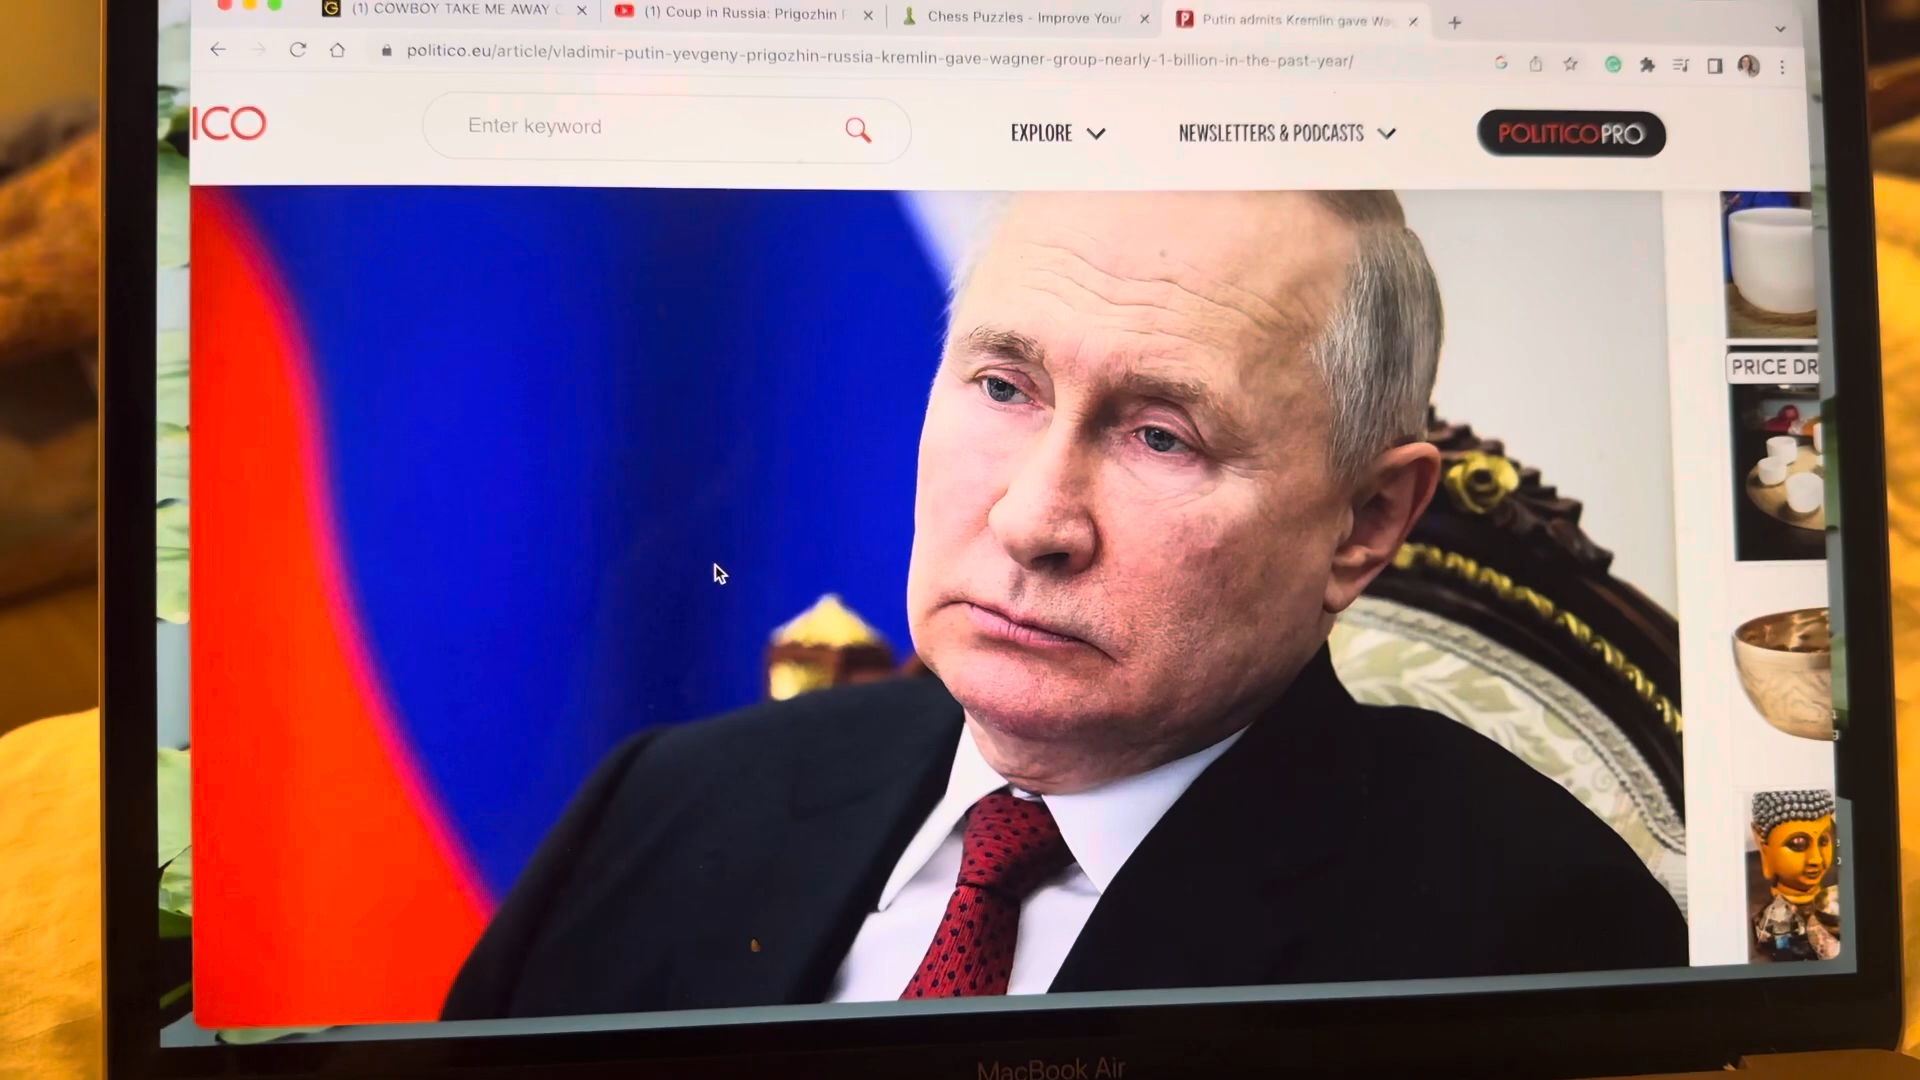 (1) COWBOY TAKE ME AWAY
(1) Coup in Russia: Prigozhin
Chess Puzzles - Improve Your
Putin admits Kremlin gave Wa
politico.eu/article/vladimir-putin-yevgeny-prigozhin-russia-kremlin-gave-wagner-group-nearly-1-billion-in-the-past-year/
ICO
Enter keyword
EXPLORE
NEWSLETTERS & PODCASTS
POLITICOPRO
PRICE DR
MacBook Air